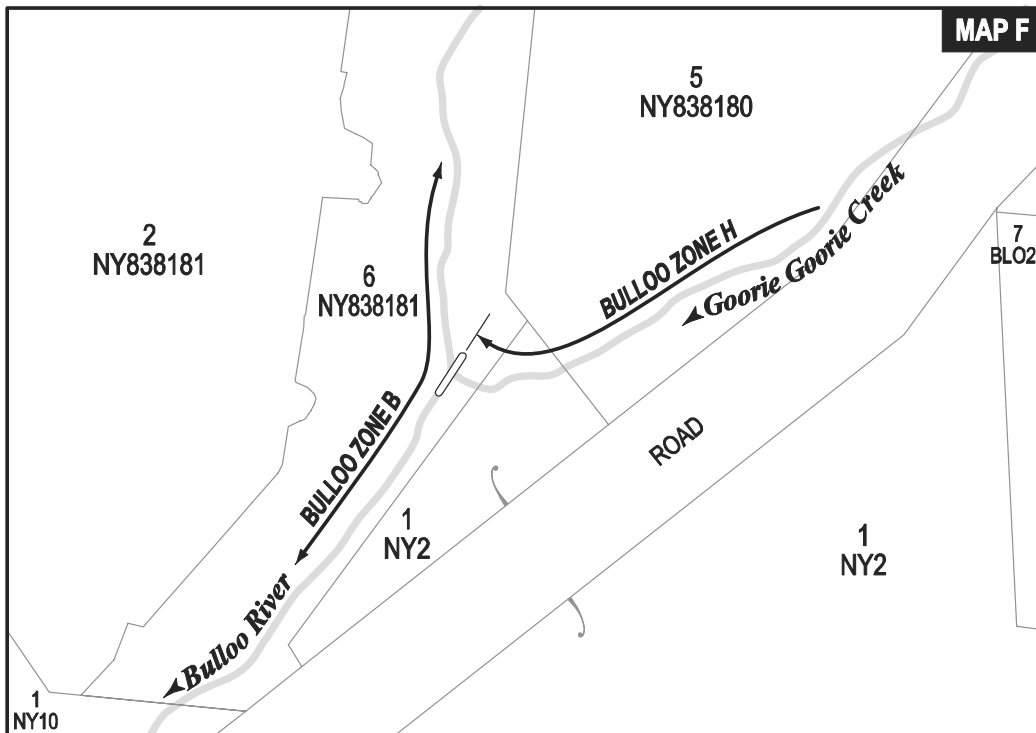 MAP F
5
NY838180
2
NY838181
6
NY838181
7
BLO2
BULLOO ZONE H
Goorie Goorie Creek
BULLOO ZONE B
ROAD
1
NY2
1
NY2
Bulloo River
1
NY10